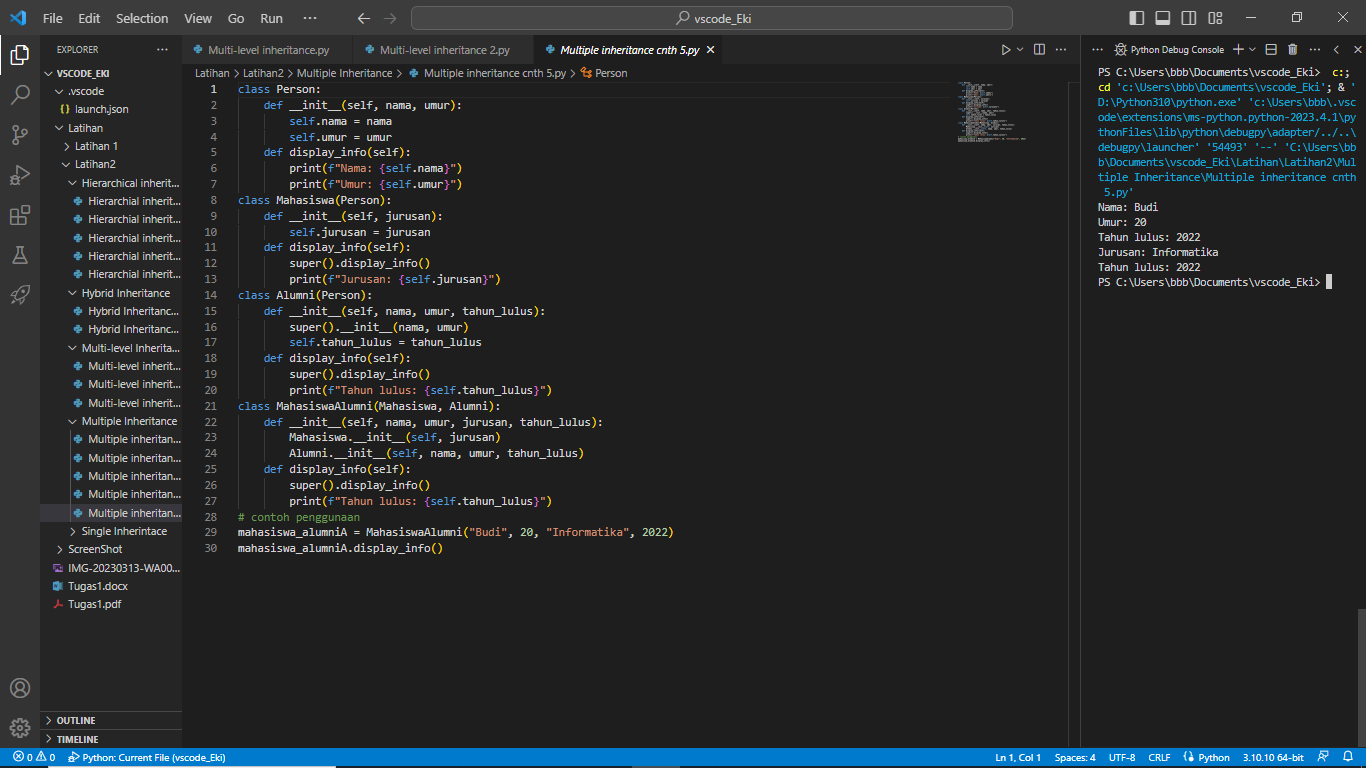 File Edit Selection View Go Run ···
vscode_Eki
EXPLORER
VSCODE_EKI
.vscode
launch.json
Latihan
Latihan 1
Latihan2
Hierarchical inherit...
Hierarchial inherit...
Hierarchial inherit...
Hierarchial inherit...
Hierarchial inherit...
Hierarchial inherit...
Hybrid Inheritance
Hybrid Inheritanc...
Hybrid Inheritanc...
Multi-level Inherita...
Multi-level inherit...
Multi-level inherit...
Multi-level inherit...
Multiple Inheritance
Multiple inheritan...
Multiple inheritan...
Multiple inheritan...
Multiple inheritan...
Multiple inheritan...
Single Inherintace
ScreenShot
IMG-20230313-WA00...
Tugas1.docx
Tugas1.pdf
OUTLINE
TIMELINE
Multi-level inheritance.py Multi-level inheritance 2.py Multiple inheritance cnth 5.py
Latihan > Latihan2 > Multiple Inheritance > Multiple inheritance cnth 5.py > Person
1 class Person:
2 def __init__(self, nama, umur):
3 self.nama = nama
4 self.umur = umur
5 def display_info(self):
6 print(f"Nama: {self.nama}")
7 print(f"Umur: {self.umur}")
8 class Mahasiswa(Person):
9 def __init__(self, jurusan):
10 self.jurusan = jurusan
11 def display_info(self):
12 super().display_info()
13 print(f"Jurusan: {self.jurusan}")
14 class Alumni(Person):
15 def __init__(self, nama, umur, tahun_lulus):
16 super().__init__(nama, umur)
17 self.tahun_lulus = tahun_lulus
18 def display_info(self):
19 super().display_info()
20 print(f"Tahun lulus: {self.tahun_lulus}")
21 class MahasiswaAlumni(Mahasiswa, Alumni):
22 def __init__(self, nama, umur, jurusan, tahun_lulus):
23 Mahasiswa.__init__(self, jurusan)
24 Alumni.__init__(self, nama, umur, tahun_lulus)
25 def display_info(self):
26 super().display_info()
27 print(f"Tahun lulus: {self.tahun_lulus}")
28 # contoh penggunaan
29 mahasiswa_alumniA = MahasiswaAlumni("Budi", 20, "Informatika", 2022)
30 mahasiswa_alumniA.display_info()
Python Debug Console
PS C:\Users\bbb\Documents\vscode_Eki> c:;
cd 'c:\Users\bbb\Documents\vscode_Eki'; & '
D:\Python310\python.exe' 'c:\Users\bbb\.vsc
ode\extensions\ms-python.python-2023.4.1\py
thonFiles\lib\python\debugpy\adapter/../..\
debugpy\launcher' '54493' '--' 'C:\Users\bb
b\Documents\vscode_Eki\Latihan\Latihan2\Mul
tiple Inheritance\Multiple inheritance cnth
5.py'
Nama: Budi
Umur: 20
Tahun lulus: 2022
Jurusan: Informatika
Tahun lulus: 2022
PS C:\Users\bbb\Documents\vscode_Eki>
0 0 Python: Current File (vscode_Eki) Ln 1, Col 1 Spaces: 4 UTF-8 CRLF Python 3.10.10 64-bit